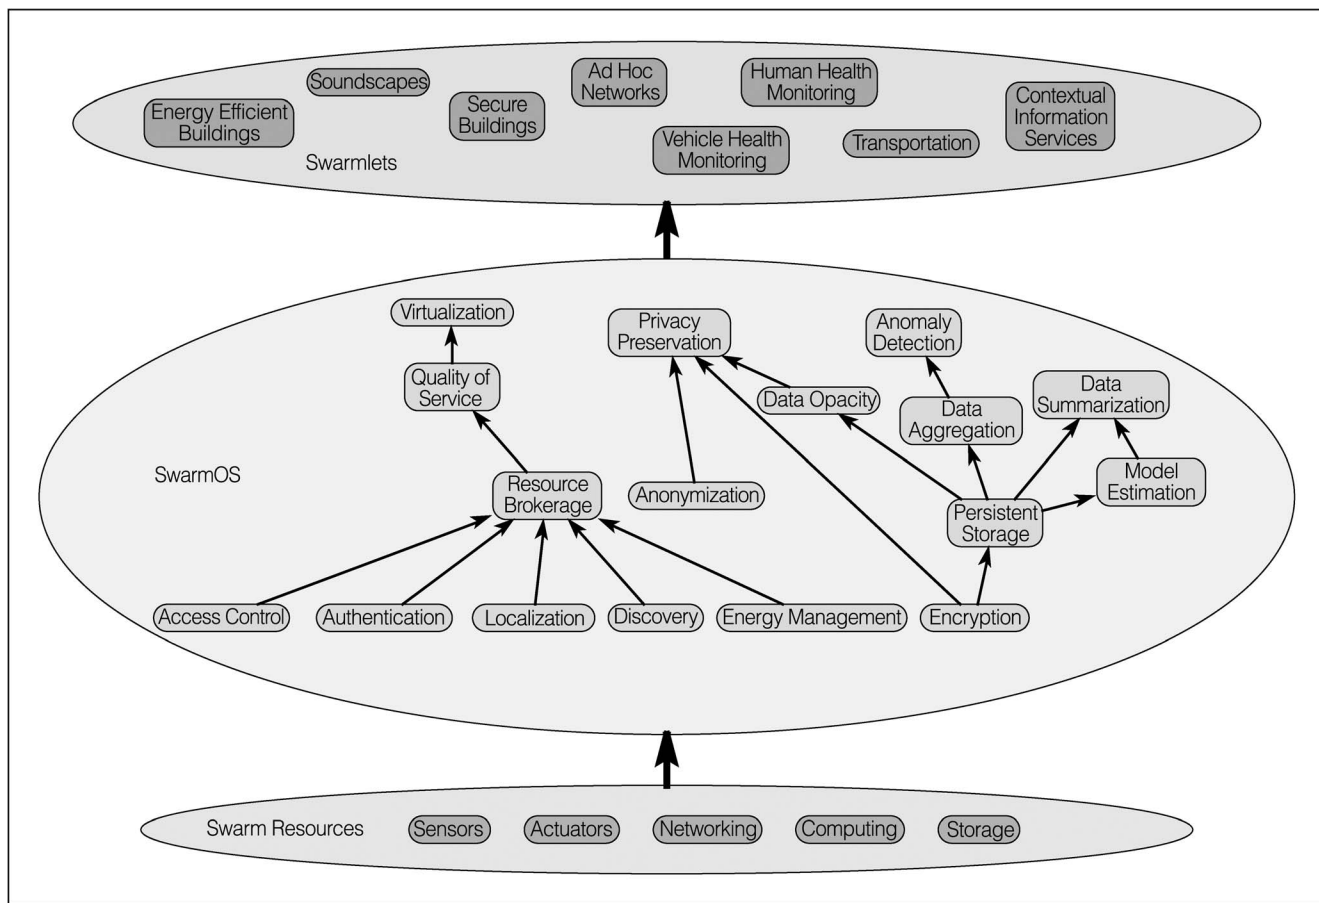 Soundscapes
Ad Hoc
Networks
Human Health
Monitoring
Energy Efficient
Buildings
Secure
Buildings
Contextual
Information
Services
Vehicle Health
Monitoring
Transportation
Swarmlets
Virtualization
Privacy
Preservation
Anomaly
Detection
Quality of
Service
Data Opacity
Data
Aggregation
Data
Summarization
SwarmOS
Resource
Brokerage
Anonymization
Persistent
Storage
Model
Estimation
Access Control
Authentication
Localization
Discovery
Energy Management
Encryption
Swarm Resources
Sensors
Actuators
Networking
Computing
Storage